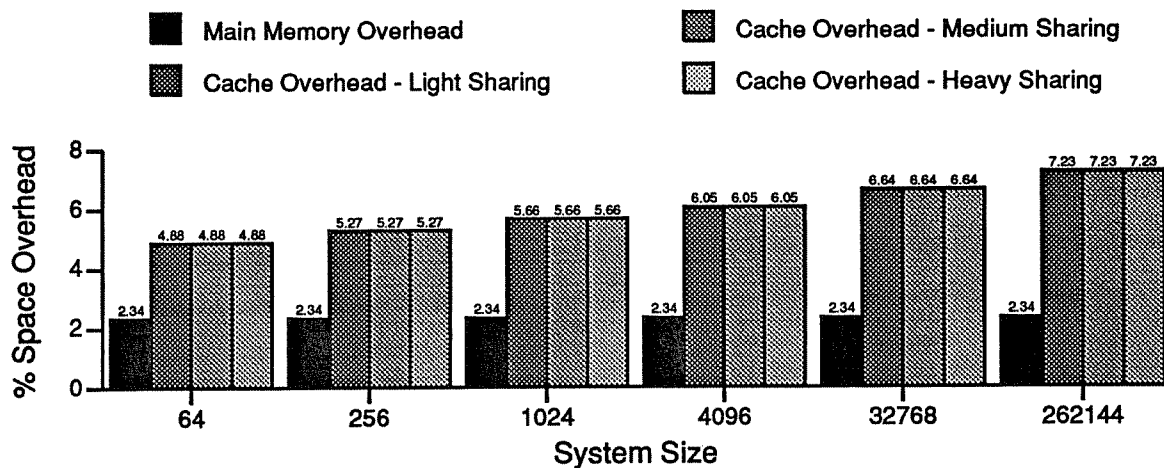 Main Memory Overhead
Cache Overhead - Light Sharing
Cache Overhead - Medium Sharing
Cache Overhead - Heavy Sharing
% Space Overhead
8
6
4
2
0
2.34 4.88 4.88 4.88
2.34 5.27 5.27 5.27
2.34 5.66 5.66 5.66
2.34 6.05 6.05 6.05
2.34 6.64 6.64 6.64
2.34 7.23 7.23 7.23
64 256 1024 4096 32768 262144
System Size